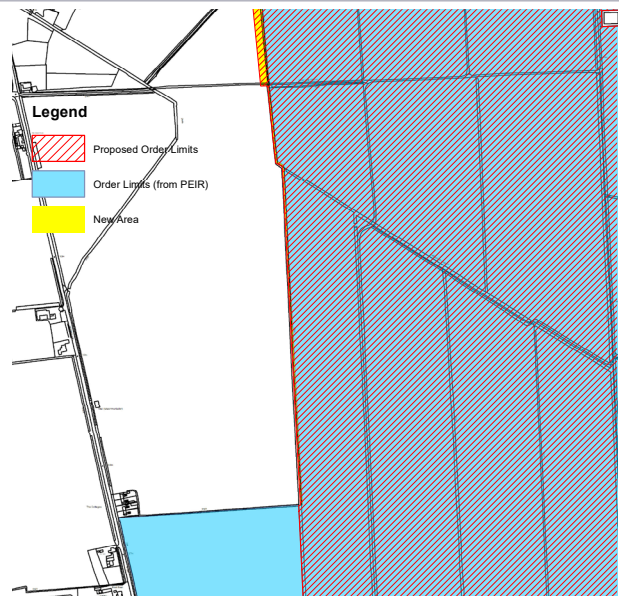 Legend
Proposed Order Limits
Order Limits (from PEIR)
New Area